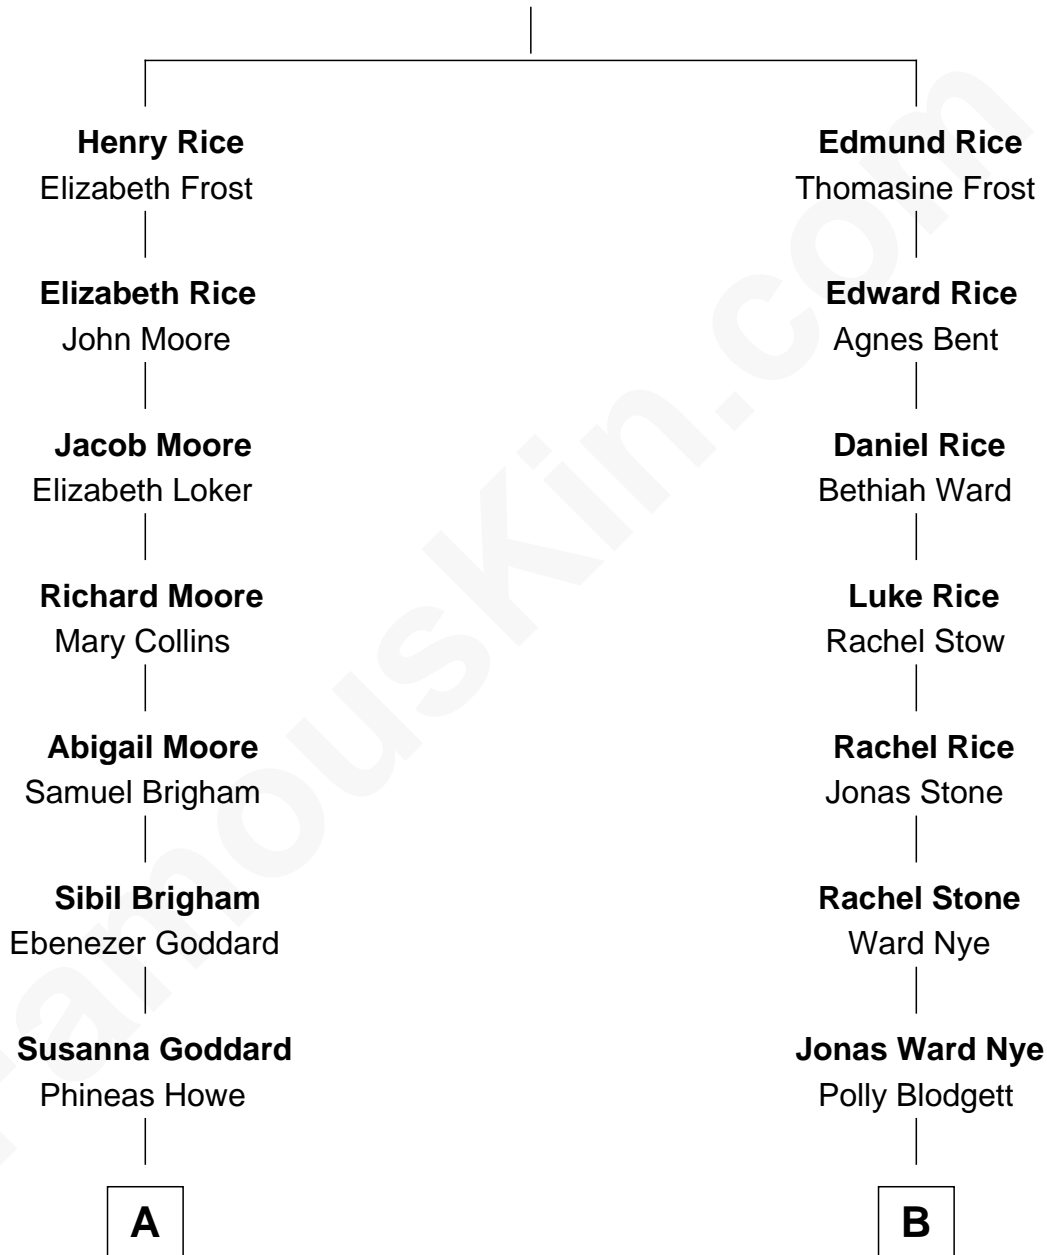 Henry Rice
Elizabeth Frost
Elizabeth Rice
John Moore
Jacob Moore
Elizabeth Loker
Richard Moore
Mary Collins
Abigail Moore
Samuel Brigham
Sibil Brigham
Ebenezer Goddard
Susanna Goddard
Phineas Howe
A
Edmund Rice
Thomasine Frost
Edward Rice
Agnes Bent
Daniel Rice
Bethiah Ward
Luke Rice
Rachel Stow
Rachel Rice
Jonas Stone
Rachel Stone
Ward Nye
Jonas Ward Nye
Polly Blodgett
B
FamousKin.com